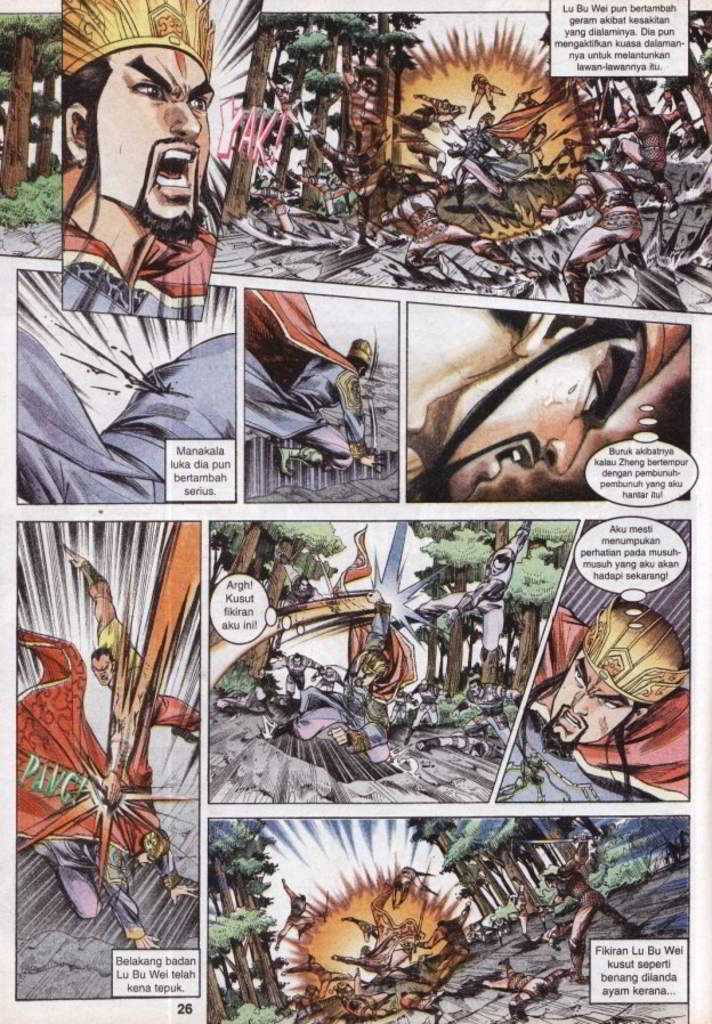 Lu Bu Wei pun bertambah
geram akibat kesakitan
yang dialaminya. Dia pun
mengaktifkan kuasa dalaman-
nya untuk melantunkan
lawan-lawannya itu.
YAK!
Manakala
luka dia pun
bertambah
serius.
Buruk akibatnya
kalau Zheng bertempur
dengan pembunuh-
pembunuh yang aku
hantar itu!
PANG!
Belakang badan
Lu Bu Wei telah
kena tepuk.
Argh!
Kusut
fikiran
aku ini!
Aku mesti
menumpukan
perhatian pada musuh-
musuh yang aku akan
hadapi sekarang!
Fikiran Lu Bu Wei
kusut seperti
benang dilanda
ayam kerana...
26